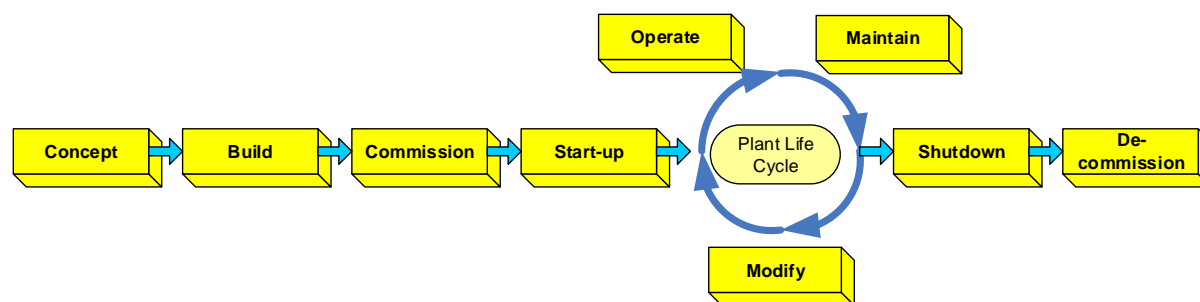 Operate
Maintain
Concept
Build
Commission
Start-up
Plant Life
Cycle
Shutdown
De-
commission
Modify